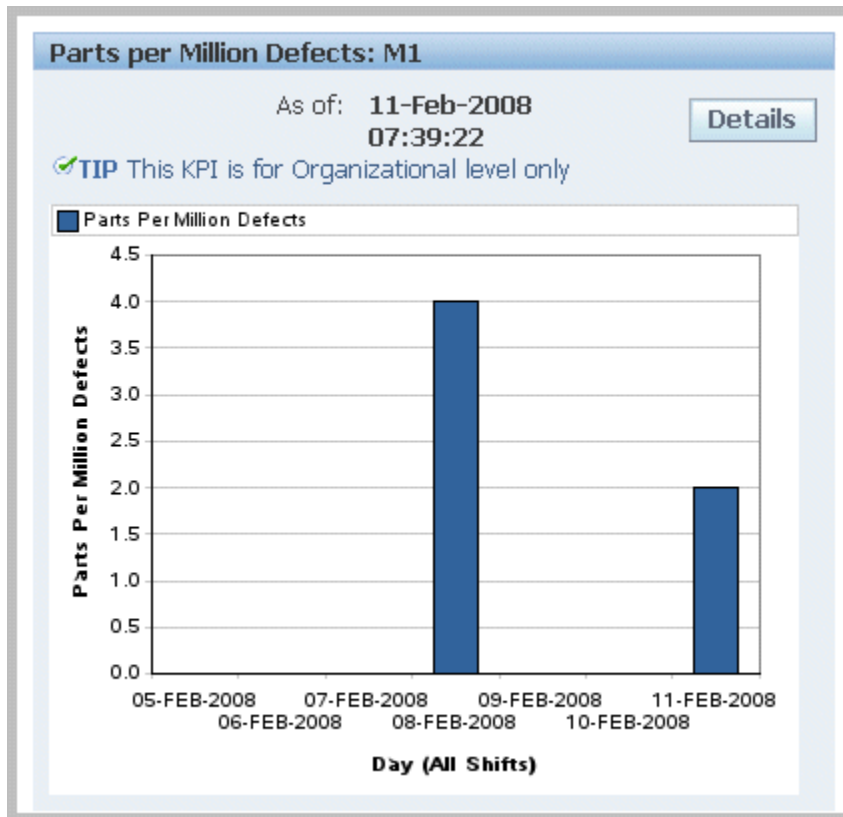 Parts per Million Defects: M1
As of: 11-Feb-2008
07:39:22
Details
TIP This KPI is for Organizational level only
Parts Per Million Defects
4.5
4.0
3.5
3.0
2.5
2.0
1.5
1.0
0.5
0.0
Parts Per Million Defects
05-FEB-2008 07-FEB-2008 09-FEB-2008 11-FEB-2008
06-FEB-2008 08-FEB-2008 10-FEB-2008
Day (All Shifts)